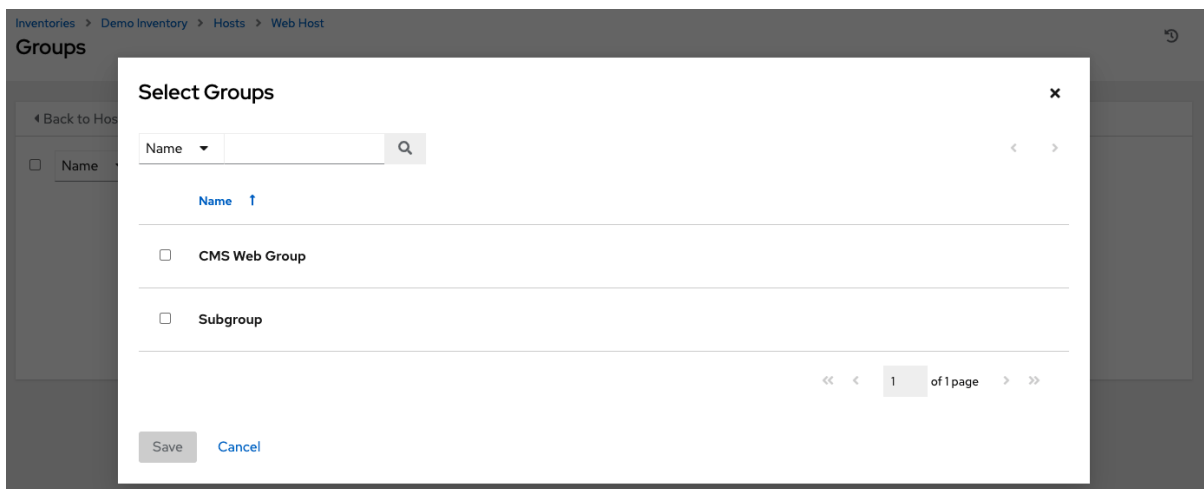 Inventories > Demo Inventory > Hosts > Web Host
Groups
Select Groups
Back to Hos
Name
Name
Name
CMS Web Group
Subgroup
1 of 1 page
Save Cancel